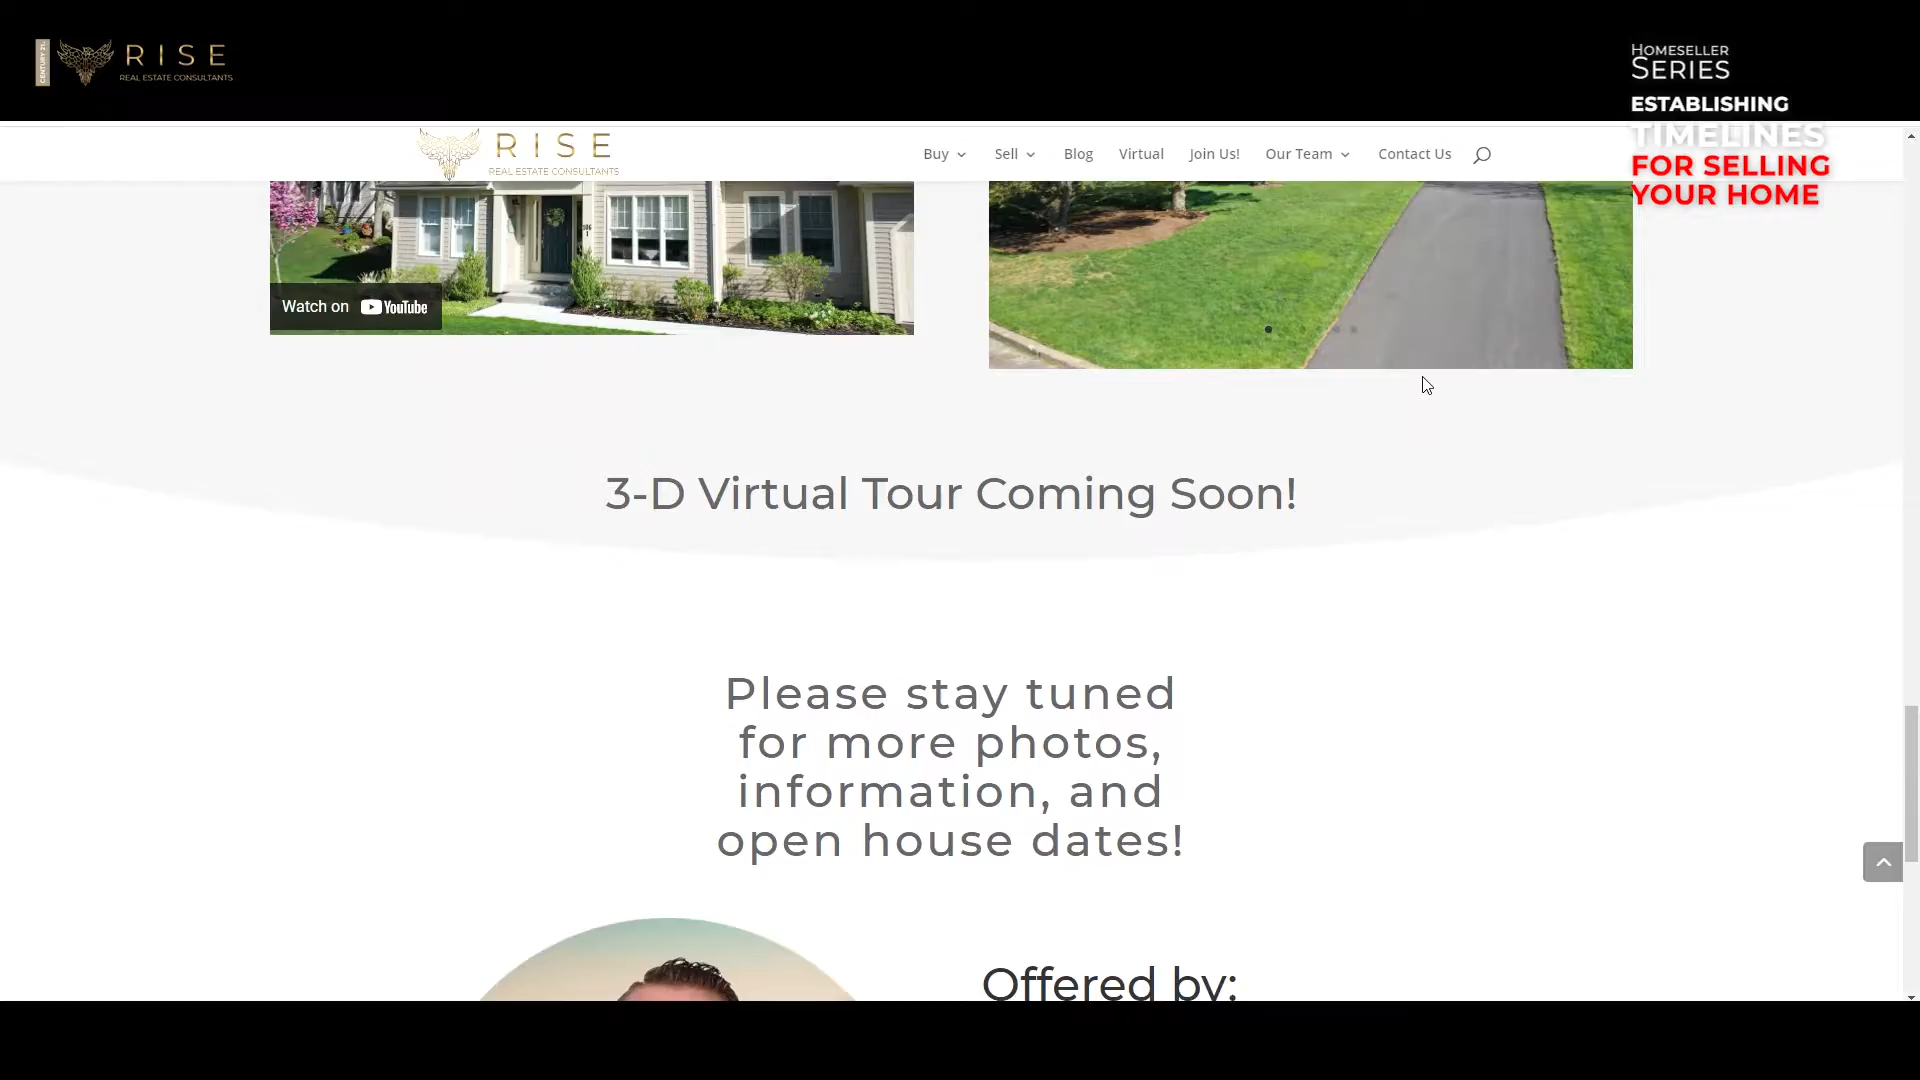 CENTURY 21.
RISE
REAL ESTATE CONSULTANTS
HOMESELLER
SERIES
ESTABLISHING
TIMELINES
FOR SELLING
YOUR HOME
RISE
REAL ESTATE CONSULTANTS
Buy
Sell
Blog
Virtual
Join Us!
Our Team
Contact Us
Watch on YouTube
3-D Virtual Tour Coming Soon!
Please stay tuned
for more photos,
information, and
open house dates!
Offered by: